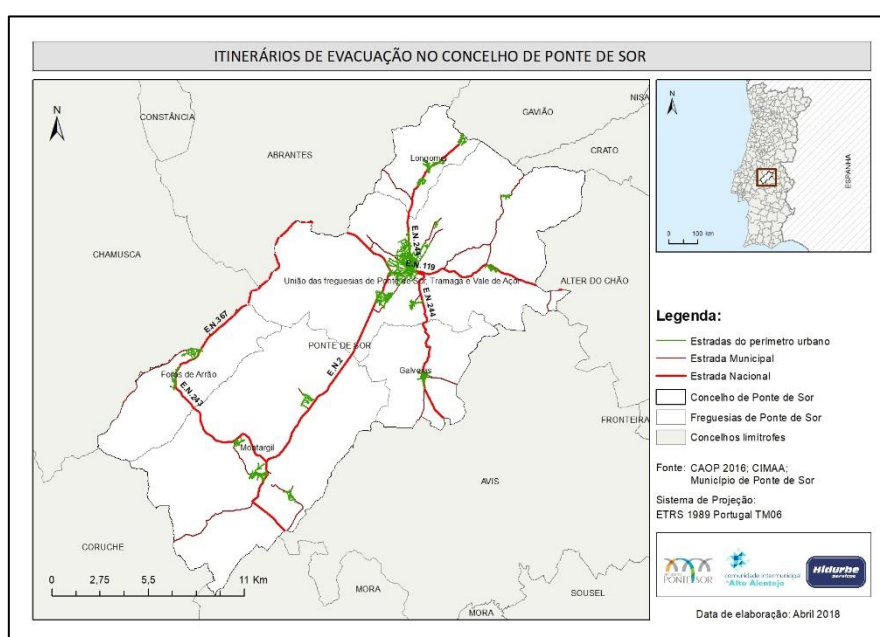 ITINERÁRIOS DE EVACUAÇÃO NO CONCELHO DE PONTE DE SOR
N
CONSTÂNCIA
ABRANTES
GAVIÃO
NISA
CRATO
CHAMUSCA
Longomel
E.N.244
E.N.119
União das freguesias de Ponte de Sor, Tramaga e Vale de Açor
ALTER DO CHÃO
E.N.244
E.N.367
PONTE DE SOR
E.N.2
Foros de Arrão
Galveias
E.N.243
FRONTEIRA
Montargil
AVIS
CORUCHE
MORA
MORA
SOUSEL
0 2,75 5,5 11 Km
N
ESPANHA
0 100 km
Legenda:
Estradas do perímetro urbano
Estrada Municipal
Estrada Nacional
Concelho de Ponte de Sor
Freguesias de Ponte de Sor
Concelhos limítrofes
Fonte: CAOP 2016; CIMAA;
Município de Ponte de Sor
Sistema de Projeção:
ETRS 1989 Portugal TM06
PONTE SOR
comunidade intermunicipal
do Alto Alentejo
Hidurbe
Serviços
Data de elaboração: Abril 2018